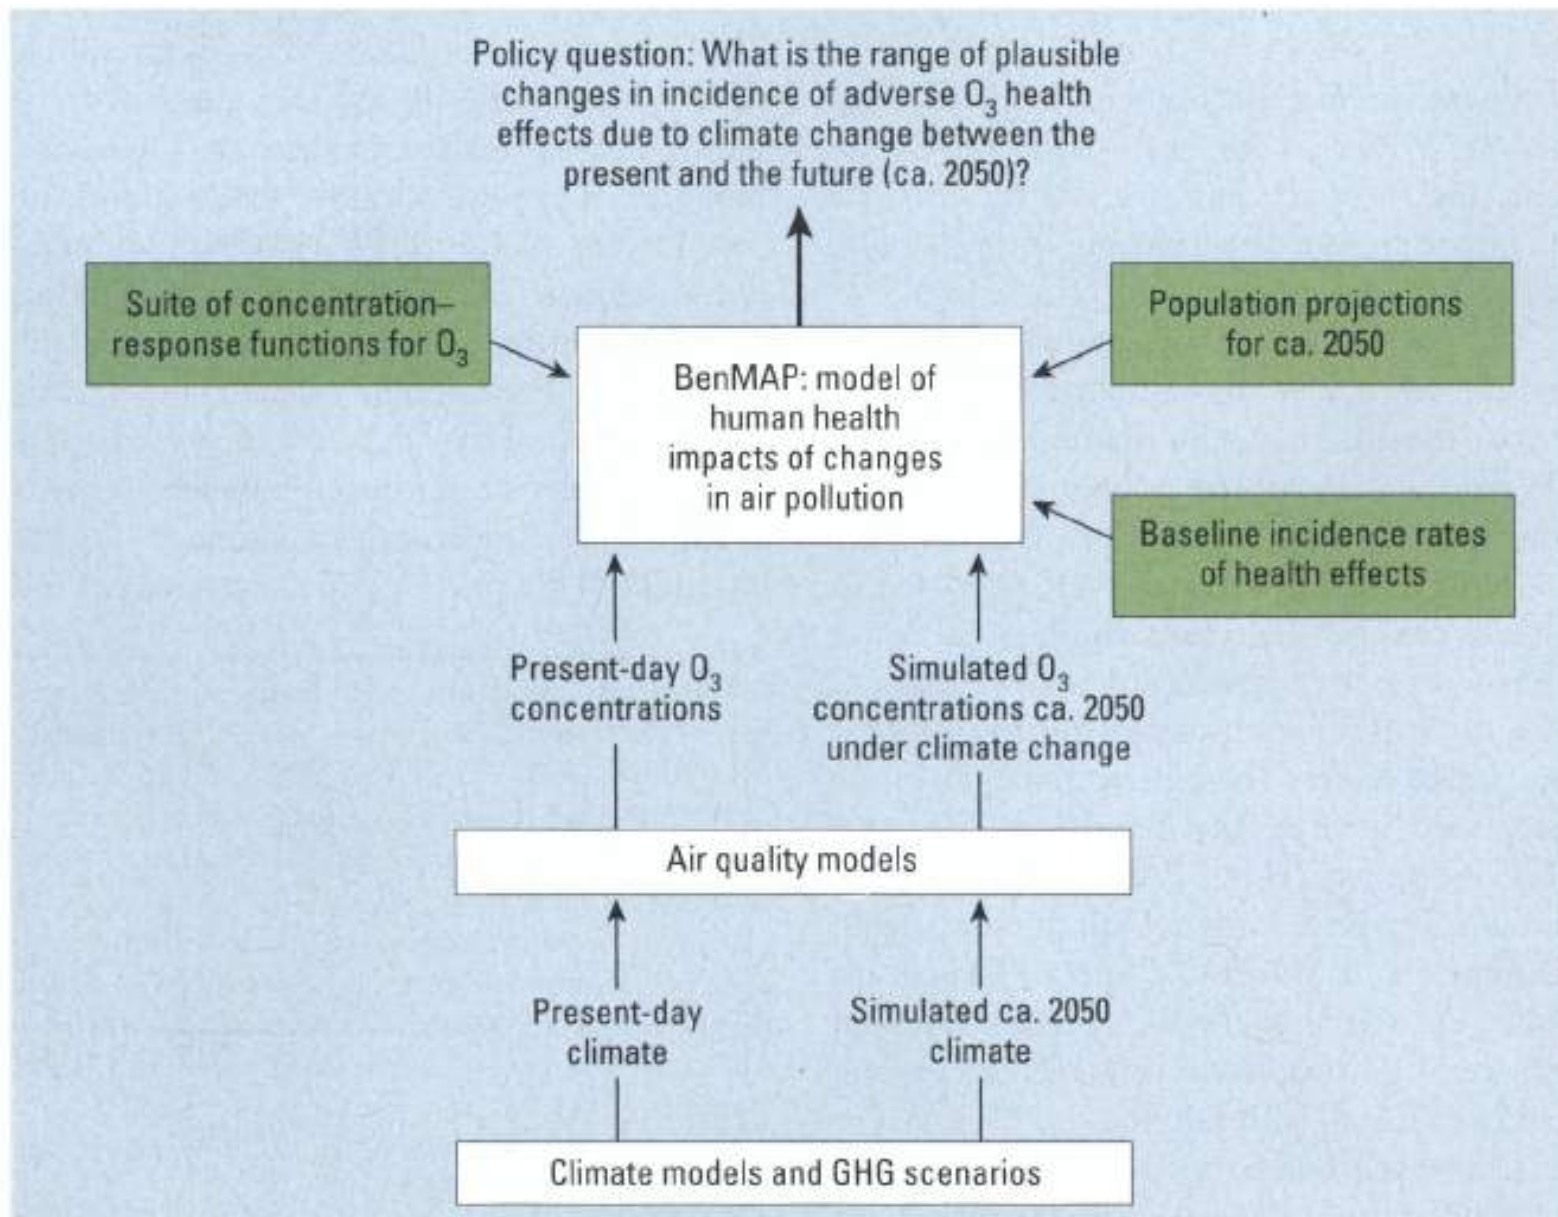 Policy question: What is the range of plausible
changes in incidence of adverse O₃ health
effects due to climate change between the
present and the future (ca. 2050)?
Suite of concentration–
response functions for O₃
Population projections
for ca. 2050
BenMAP: model of
human health
impacts of changes
in air pollution
Baseline incidence rates
of health effects
Present-day O₃
concentrations
Simulated O₃
concentrations ca. 2050
under climate change
Air quality models
Present-day
climate
Simulated ca. 2050
climate
Climate models and GHG scenarios